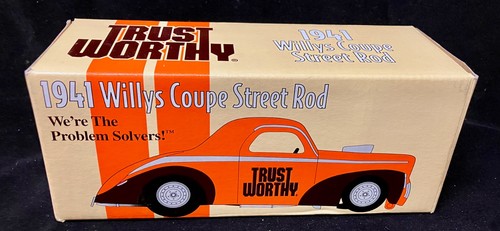 TRUST
WORTHY®
1941
Willys Coupe
Street Rod
1941 Willys Coupe Street Rod
We're The
Problem Solvers!™
TRUST
WORTHY